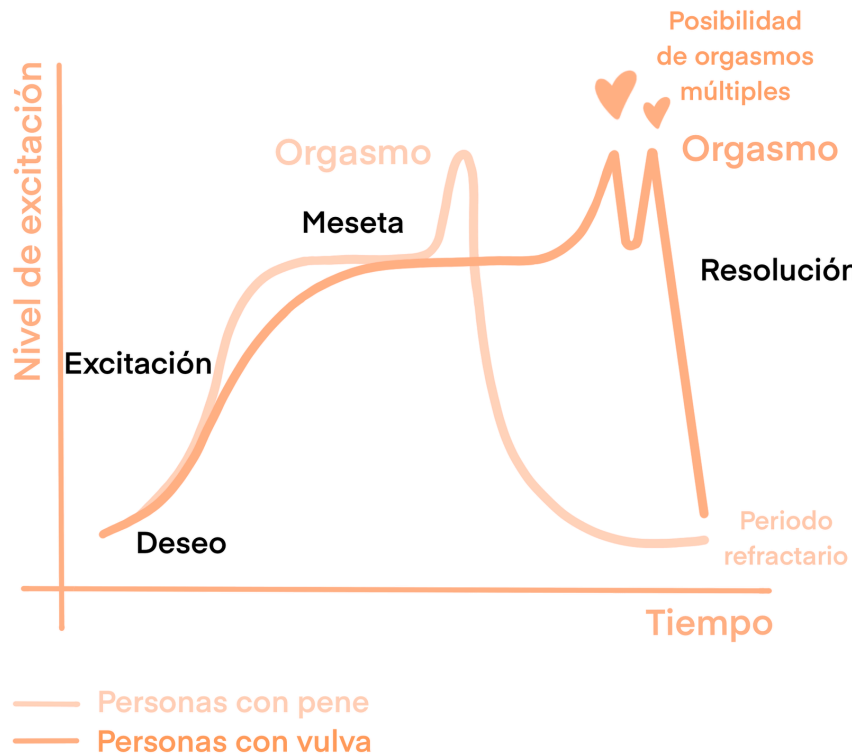 Posibilidad
de orgasmos
múltiples
Orgasmo
Orgasmo
Meseta
Resolución
Excitación
Deseo
Periodo
refractario
Nivel de excitación
Tiempo
Personas con pene
Personas con vulva